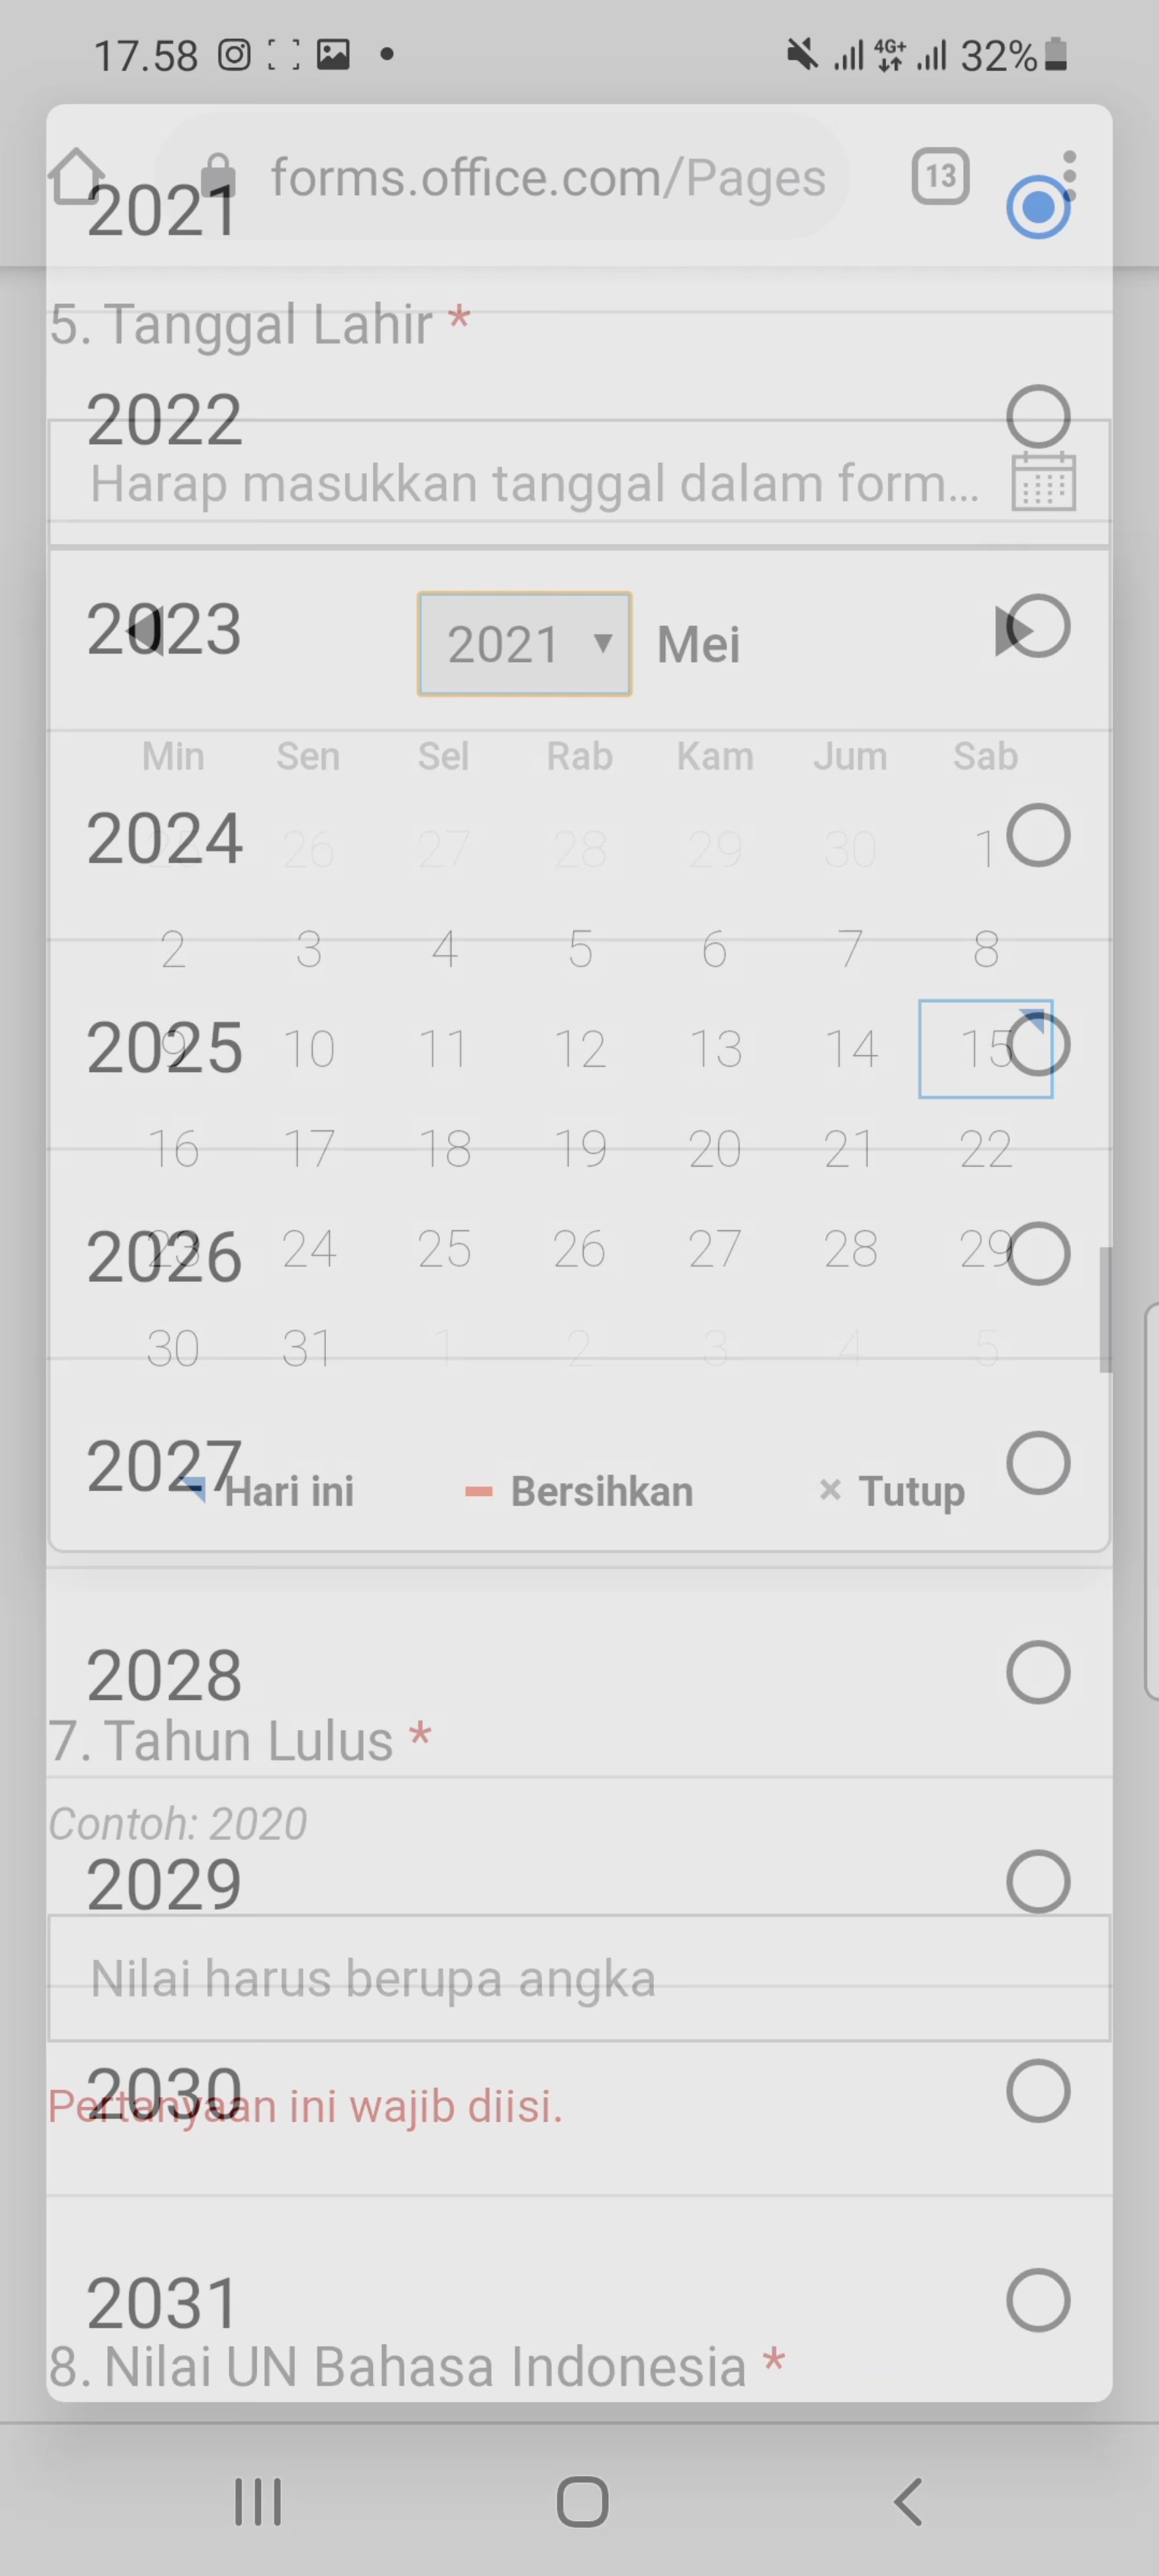 17.58 4G+ 32%
forms.office.com/Pages 13
2021
5. Tanggal Lahir *
2022
Harap masukkan tanggal dalam form...
2023
2021 ▼ Mei
Min Sen Sel Rab Kam Jum Sab
2024
25 26 27 28 29 30 1
2 3 4 5 6 7 8
2025
9 10 11 12 13 14 15
16 17 18 19 20 21 22
2026
23 24 25 26 27 28 29
30 31 1 2 3 4 5
2027
Hari ini Bersihkan × Tutup
2028
7. Tahun Lulus *
Contoh: 2020
2029
Nilai harus berupa angka
2030
Pertanyaan ini wajib diisi.
2031
8. Nilai UN Bahasa Indonesia *